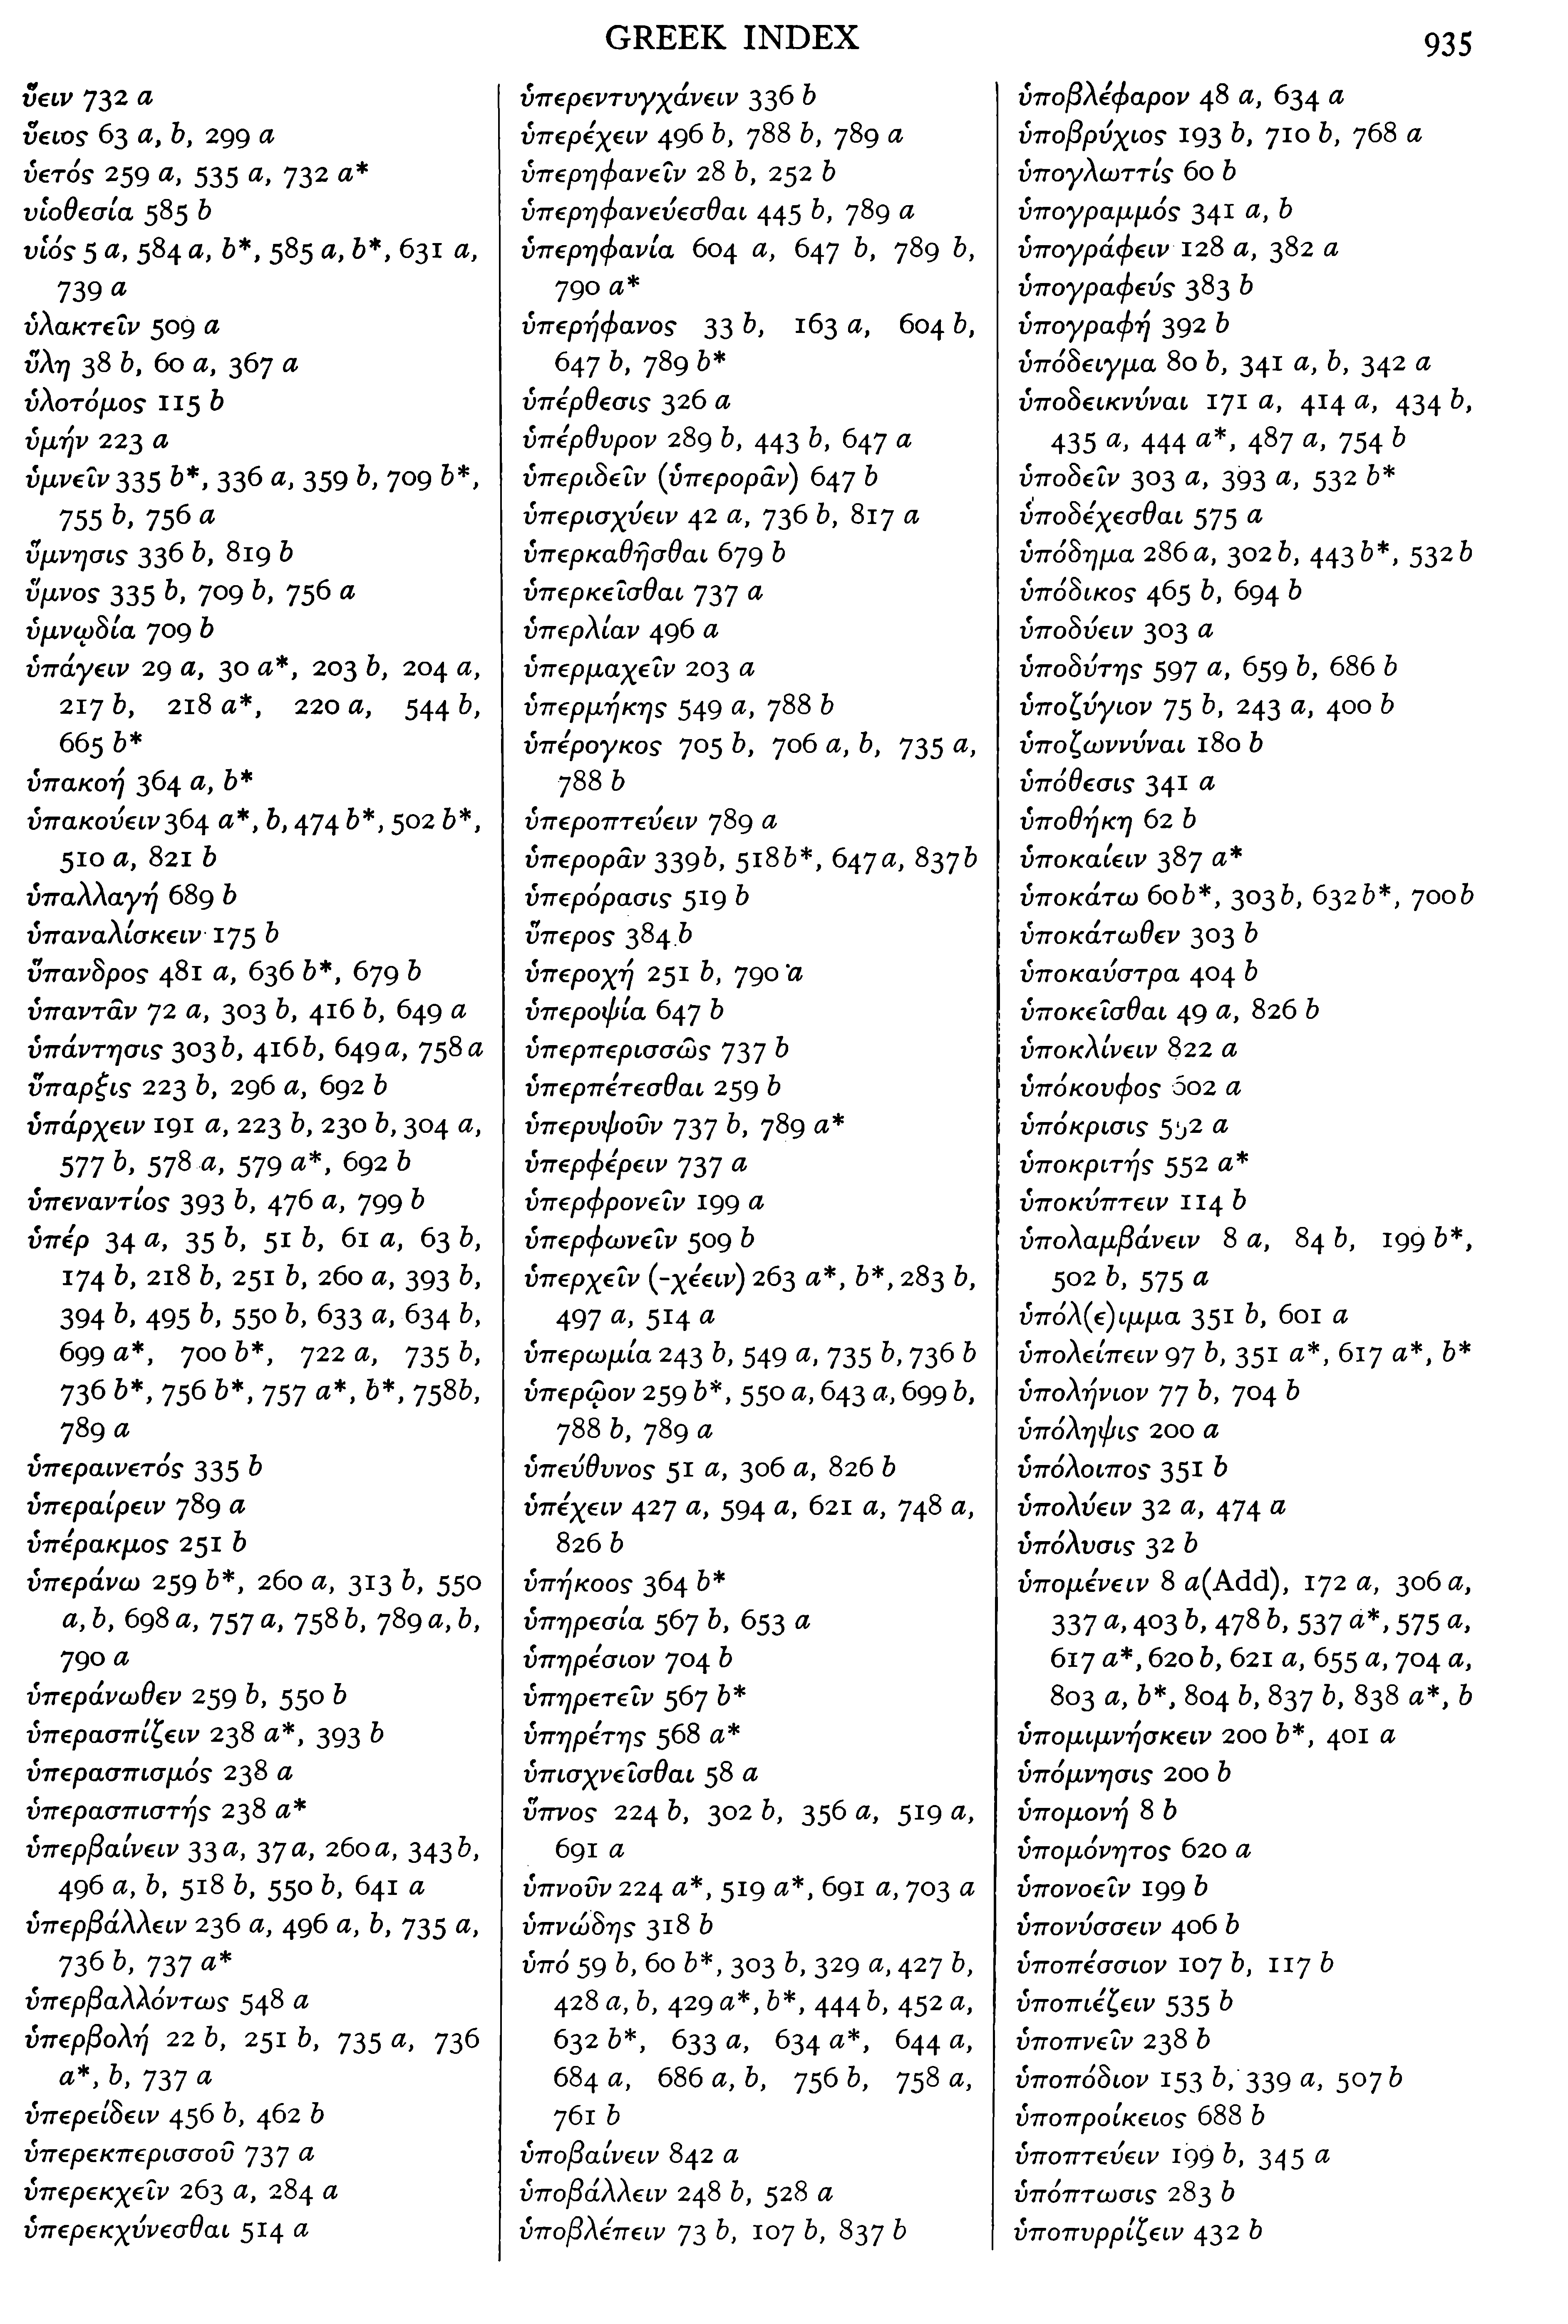 GREEK INDEX
935
ὕειν 732 a
ὕειος 63 a, b, 299 a
ὑετός 259 a, 535 a, 732 a*
υἱοθεσία 585 b
υἱός 5 a, 584 a, b*, 585 a, b*, 631 a,
739 a
ὑλακτεῖν 509 a
ὕλη 38 b, 60 a, 367 a
ὑλοτόμος 115 b
ὑμήν 223 a
ὑμνεῖν 335 b*, 336 a, 359 b, 709 b*,
755 b, 756 a
ὕμνησις 336 b, 819 b
ὕμνος 335 b, 709 b, 756 a
ὑμνῳδία 709 b
ὑπάγειν 29 a, 30 a*, 203 b, 204 a,
217 b, 218 a*, 220 a, 544 b,
665 b*
ὑπακοή 364 a, b*
ὑπακούειν 364 a*, b, 474 b*, 502 b*,
510 a, 821 b
ὑπαλλαγή 689 b
ὑπαναλίσκειν 175 b
ὕπανδρος 481 a, 636 b*, 679 b
ὑπαντᾶν 72 a, 303 b, 416 b, 649 a
ὑπάντησις 303 b, 416 b, 649 a, 758 a
ὕπαρξις 223 b, 296 a, 692 b
ὑπάρχειν 191 a, 223 b, 230 b, 304 a,
577 b, 578 a, 579 a*, 692 b
ὑπεναντίος 393 b, 476 a, 799 b
ὑπέρ 34 a, 35 b, 51 b, 61 a, 63 b,
174 b, 218 b, 251 b, 260 a, 393 b,
394 b, 495 b, 550 b, 633 a, 634 b,
699 a*, 700 b*, 722 a, 735 b,
736 b*, 756 b*, 757 a*, b*, 758 b,
789 a
ὑπεραινετός 335 b
ὑπεραίρειν 789 a
ὑπέρακμος 251 b
ὑπεράνω 259 b*, 260 a, 313 b, 550
a, b, 698 a, 757 a, 758 b, 789 a, b,
790 a
ὑπεράνωθεν 259 b, 550 b
ὑπερασπίζειν 238 a*, 393 b
ὑπερασπισμός 238 a
ὑπερασπιστής 238 a*
ὑπερβαίνειν 33 a, 37 a, 260 a, 343 b,
496 a, b, 518 b, 550 b, 641 a
ὑπερβάλλειν 236 a, 496 a, b, 735 a,
736 b, 737 a*
ὑπερβαλλόντως 548 a
ὑπερβολή 22 b, 251 b, 735 a, 736
a*, b, 737 a
ὑπερείδειν 456 b, 462 b
ὑπερεκπερισσοῦ 737 a
ὑπερεκχεῖν 263 a, 284 a
ὑπερεκχύνεσθαι 514 a
ὑπερεντυγχάνειν 336 b
ὑπερέχειν 496 b, 788 b, 789 a
ὑπερηφανεῖν 28 b, 252 b
ὑπερηφανεύεσθαι 445 b, 789 a
ὑπερηφανία 604 a, 647 b, 789 b,
790 a*
ὑπερήφανος 33 b, 163 a, 604 b,
647 b, 789 b*
ὑπέρθεσις 326 a
ὑπέρθυρον 289 b, 443 b, 647 a
ὑπεριδεῖν (ὑπερορᾶν) 647 b
ὑπερισχύειν 42 a, 736 b, 817 a
ὑπερκαθῆσθαι 679 b
ὑπερκεῖσθαι 737 a
ὑπερλίαν 496 a
ὑπερμαχεῖν 203 a
ὑπερμήκης 549 a, 788 b
ὑπέρογκος 705 b, 706 a, b, 735 a,
788 b
ὑπεροπτεύειν 789 a
ὑπερορᾶν 339 b, 518 b*, 647 a, 837 b
ὑπερόρασις 519 b
ὕπερος 384 b
ὑπεροχή 251 b, 790 a
ὑπεροψία 647 b
ὑπερπερισσῶς 737 b
ὑπερπέτεσθαι 259 b
ὑπερυψοῦν 737 b, 789 a*
ὑπερφέρειν 737 a
ὑπερφρονεῖν 199 a
ὑπερφωνεῖν 509 b
ὑπερχεῖν (-χέειν) 263 a*, b*, 283 b,
497 a, 514 a
ὑπερωμία 243 b, 549 a, 735 b, 736 b
ὑπερῷον 259 b*, 550 a, 643 a, 699 b,
788 b, 789 a
ὑπεύθυνος 51 a, 306 a, 826 b
ὑπέχειν 427 a, 594 a, 621 a, 748 a,
826 b
ὑπήκοος 364 b*
ὑπηρεσία 567 b, 653 a
ὑπηρέσιον 704 b
ὑπηρετεῖν 567 b*
ὑπηρέτης 568 a*
ὑπισχνεῖσθαι 58 a
ὕπνος 224 b, 302 b, 356 a, 519 a,
691 a
ὑπνοῦν 224 a*, 519 a*, 691 a, 703 a
ὑπνώδης 318 b
ὑπό 59 b, 60 b*, 303 b, 329 a, 427 b,
428 a, b, 429 a*, b*, 444 b, 452 a,
632 b*, 633 a, 634 a*, 644 a,
684 a, 686 a, b, 756 b, 758 a,
761 b
ὑποβαίνειν 842 a
ὑποβάλλειν 248 b, 528 a
ὑποβλέπειν 73 b, 107 b, 837 b
ὑποβλέφαρον 48 a, 634 a
ὑποβρύχιος 193 b, 710 b, 768 a
ὑπογλωττίς 60 b
ὑπογραμμός 341 a, b
ὑπογράφειν 128 a, 382 a
ὑπογραφεύς 383 b
ὑπογραφή 392 b
ὑπόδειγμα 80 b, 341 a, b, 342 a
ὑποδεικνύναι 171 a, 414 a, 434 b,
435 a, 444 a*, 487 a, 754 b
ὑποδεῖν 303 a, 393 a, 532 b*
ὑποδέχεσθαι 575 a
ὑπόδημα 286 a, 302 b, 443 b*, 532 b
ὑπόδικος 465 b, 694 b
ὑποδύειν 303 a
ὑποδύτης 597 a, 659 b, 686 b
ὑποζύγιον 75 b, 243 a, 400 b
ὑποζωννύναι 180 b
ὑπόθεσις 341 a
ὑποθήκη 62 b
ὑποκαίειν 387 a*
ὑποκάτω 60 b*, 303 b, 632 b*, 700 b
ὑποκάτωθεν 303 b
ὑποκαύστρα 404 b
ὑποκεῖσθαι 49 a, 826 b
ὑποκλίνειν 822 a
ὑπόκουφος a
ὑπόκρισις a
ὑποκριτής 552 a*
ὑποκύπτειν 114 b
ὑπολαμβάνειν 8 a, 84 b, 199 b*,
502 b, 575 a
ὑπόλ(ε)ιμμα 351 b, 601 a
ὑπολείπειν 97 b, 351 a*, 617 a*, b*
ὑπολήνιον 77 b, 704 b
ὑπόληψις 200 a
ὑπόλοιπος 351 b
ὑπολύειν 32 a, 474 a
ὑπόλυσις 32 b
ὑπομένειν 8 a(Add), 172 a, 306 a,
337 a, 403 b, 478 b, 537 a*, 575 a,
617 a*, 620 b, 621 a, 655 a, 704 a,
803 a, b*, 804 b, 837 b, 838 a*, b
ὑπομιμνήσκειν 200 b*, 401 a
ὑπόμνησις 200 b
ὑπομονή 8 b
ὑπομόνητος 620 a
ὑπονοεῖν 199 b
ὑπονύσσειν 406 b
ὑποπέσσιον 107 b, 117 b
ὑποπιέζειν 535 b
ὑποπνεῖν 238 b
ὑποπόδιον 153 b, 339 a, 507 b
ὑποπροίκειος 688 b
ὑποπτεύειν 199 b, 345 a
ὑπόπτωσις 283 b
ὑποπυρρίζειν 432 b